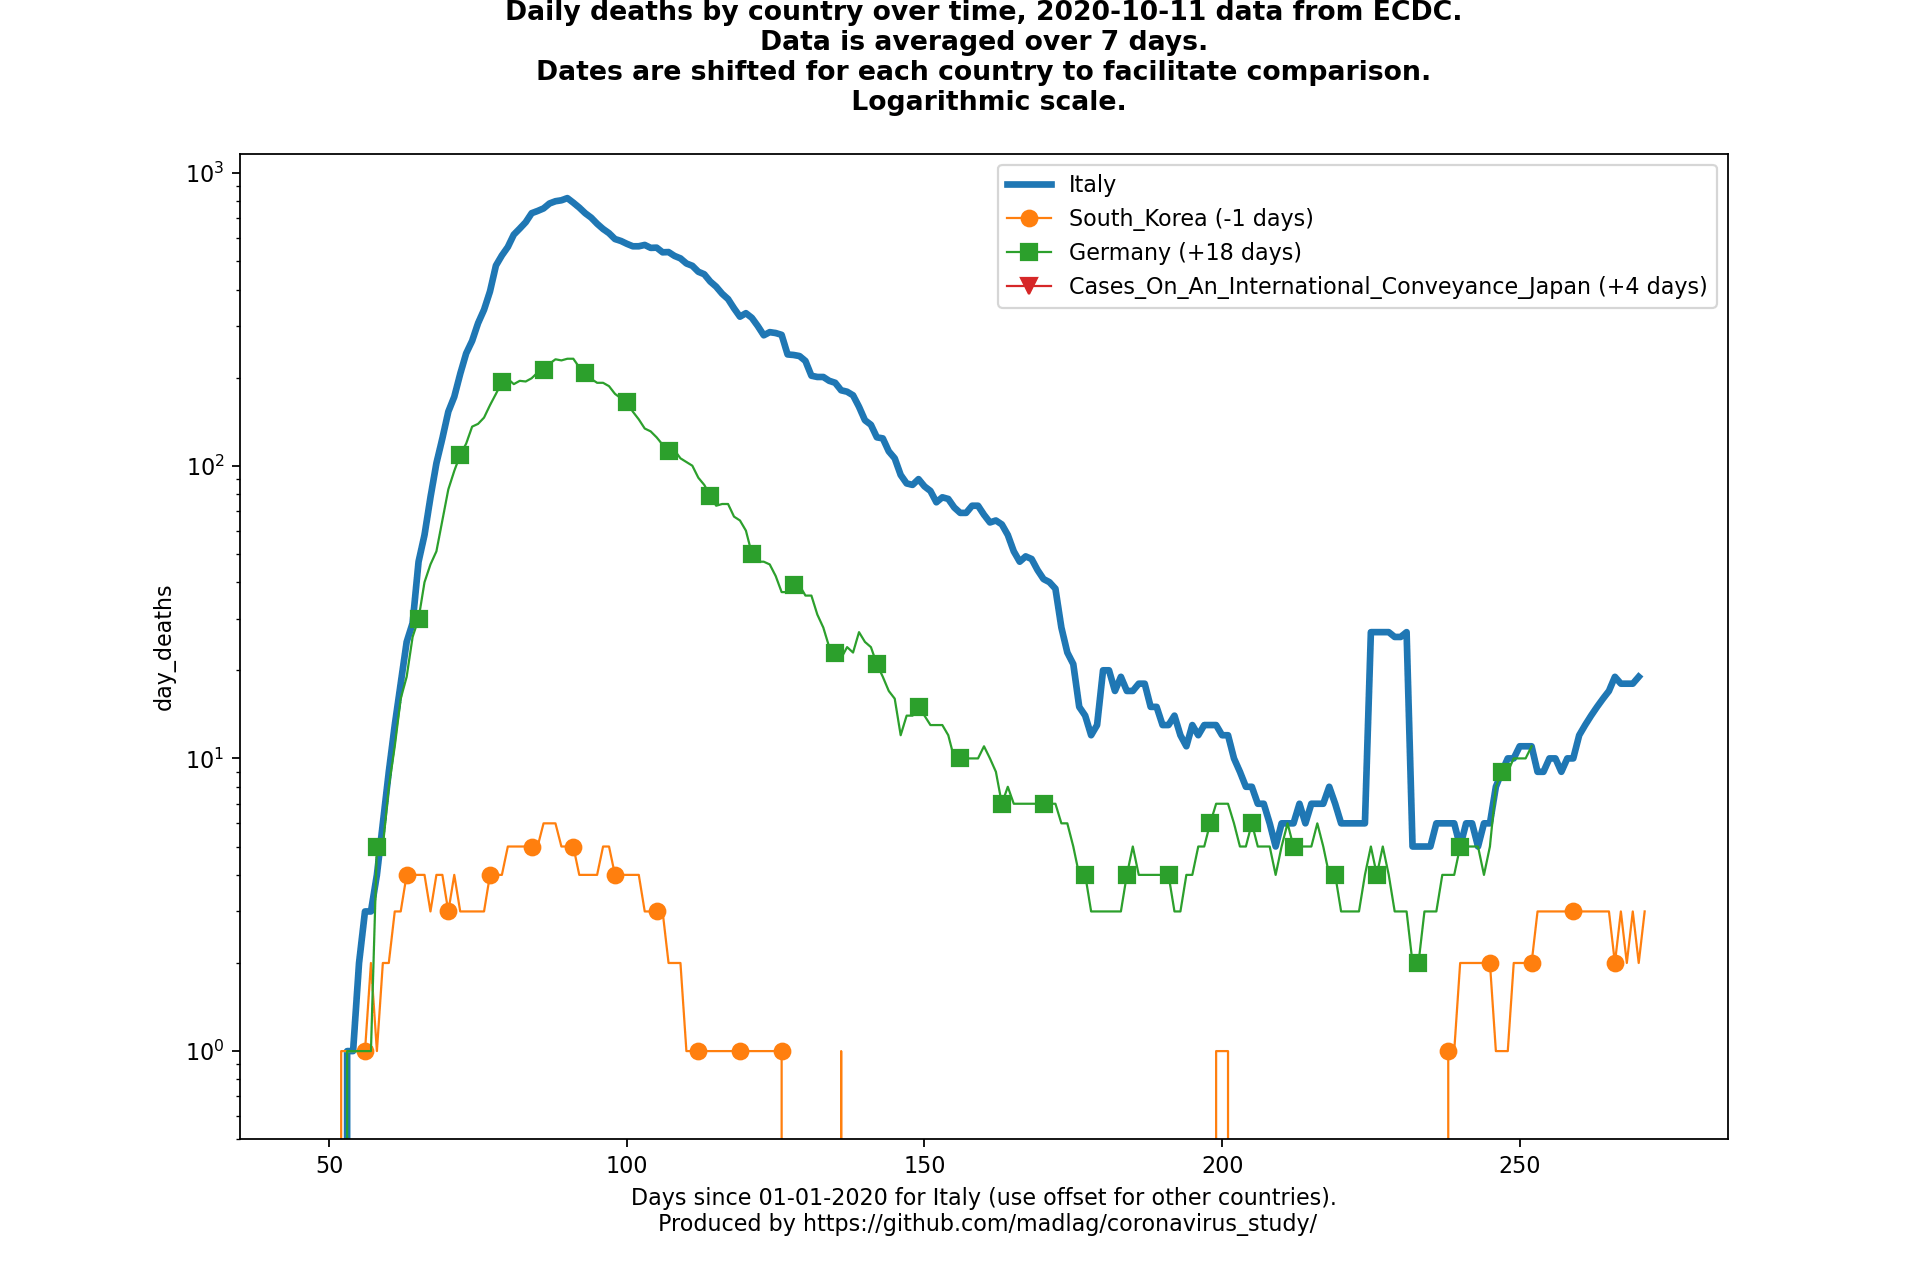 Daily deaths by country over time, 2020-10-11 data from ECDC.
Data is averaged over 7 days.
Dates are shifted for each country to facilitate comparison.
Logarithmic scale.
10³
10²
10¹
10⁰
day_deaths
Italy
South_Korea (-1 days)
Germany (+18 days)
Cases_On_An_International_Conveyance_Japan (+4 days)
50 100 150 200 250
Days since 01-01-2020 for Italy (use offset for other countries).
Produced by https://github.com/madlag/coronavirus_study/